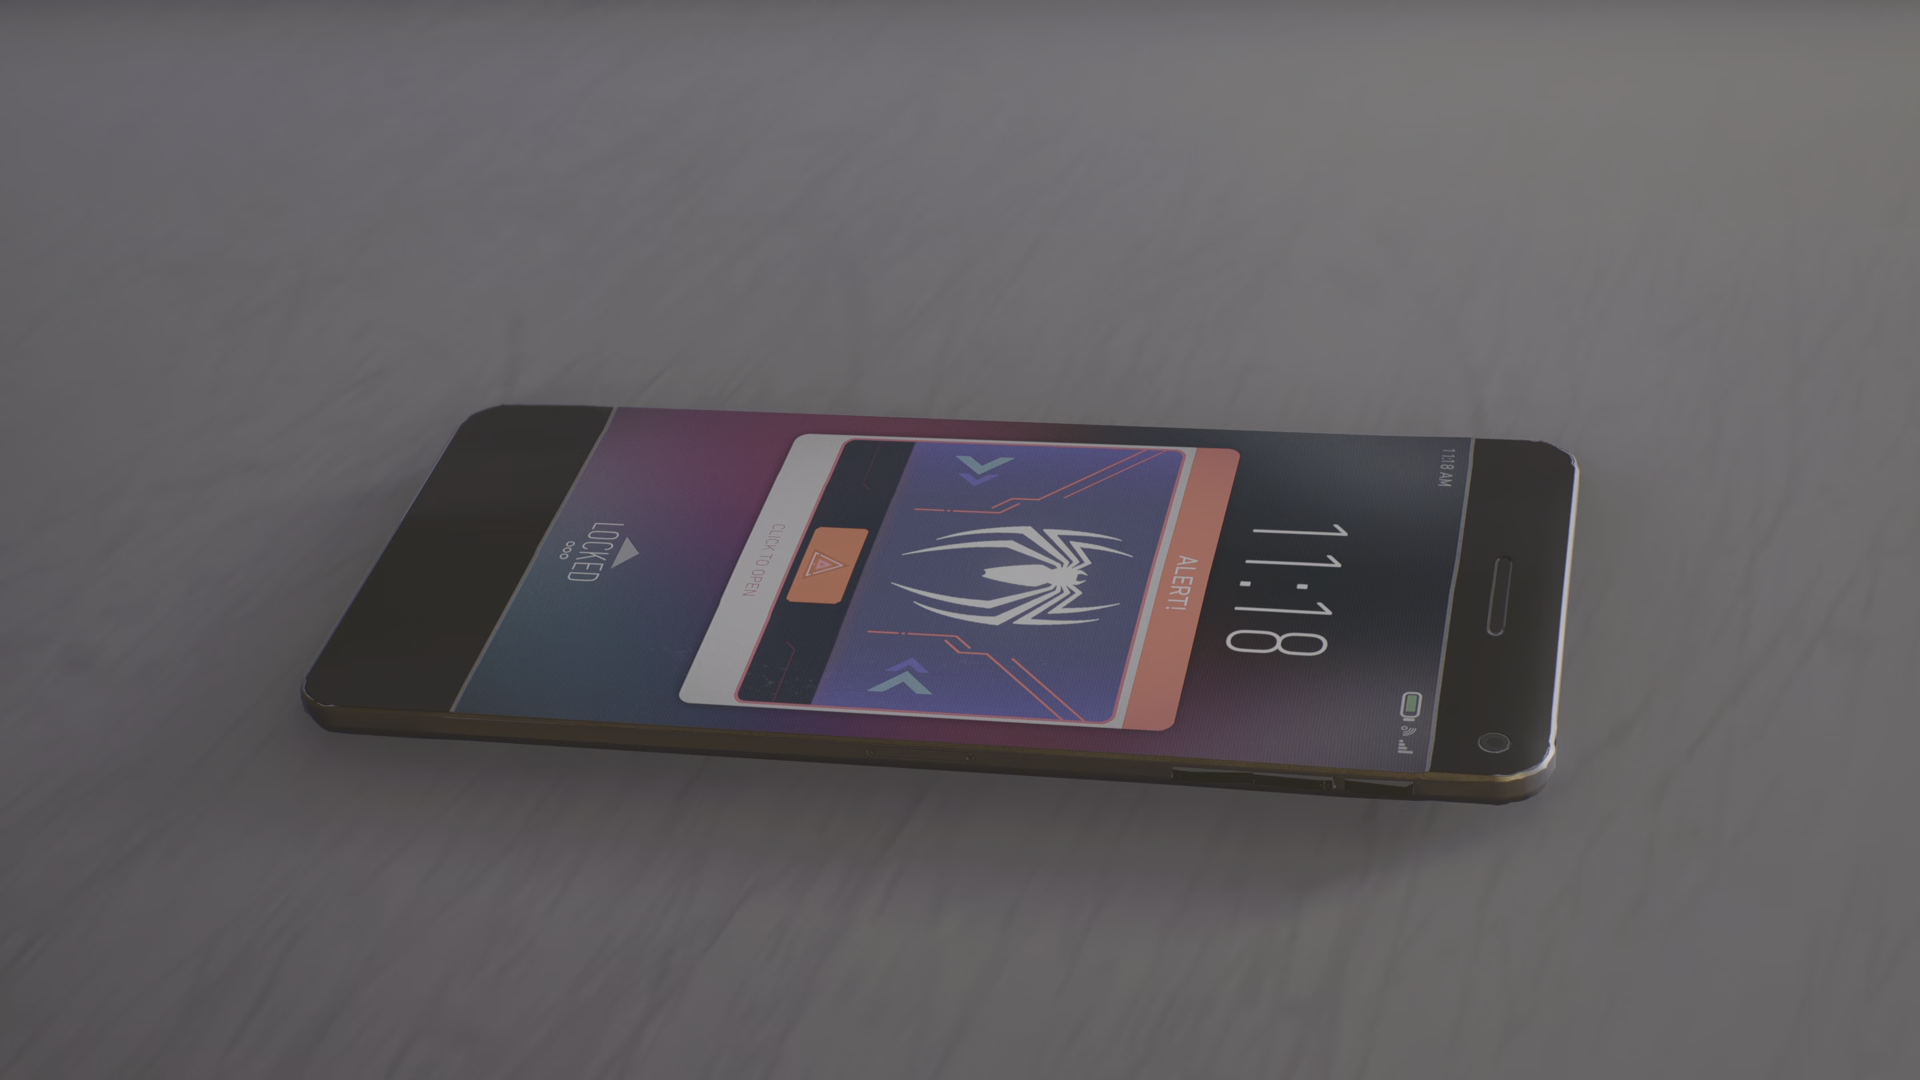 11:18 AM
11:18
ALERT!
CLICK TO OPEN
LOCKED